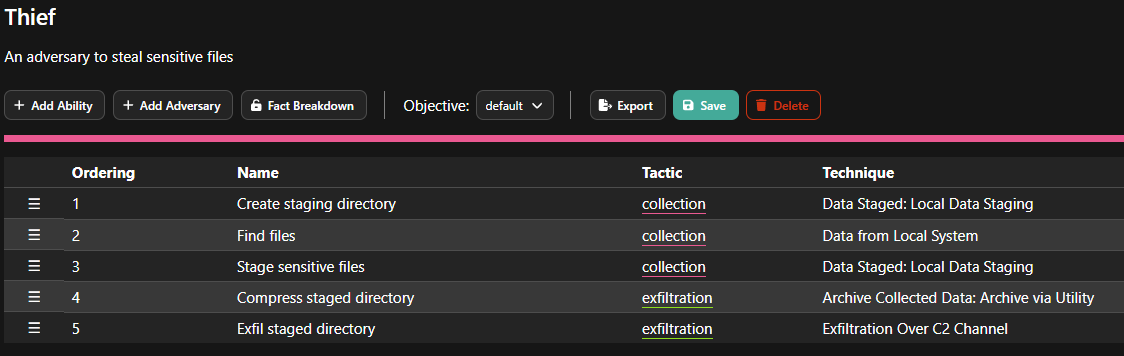 Thief
An adversary to steal sensitive files
+ Add Ability + Add Adversary Fact Breakdown Objective: default Export Save Delete
Ordering Name Tactic Technique
1 Create staging directory collection Data Staged: Local Data Staging
2 Find files collection Data from Local System
3 Stage sensitive files collection Data Staged: Local Data Staging
4 Compress staged directory exfiltration Archive Collected Data: Archive via Utility
5 Exfil staged directory exfiltration Exfiltration Over C2 Channel